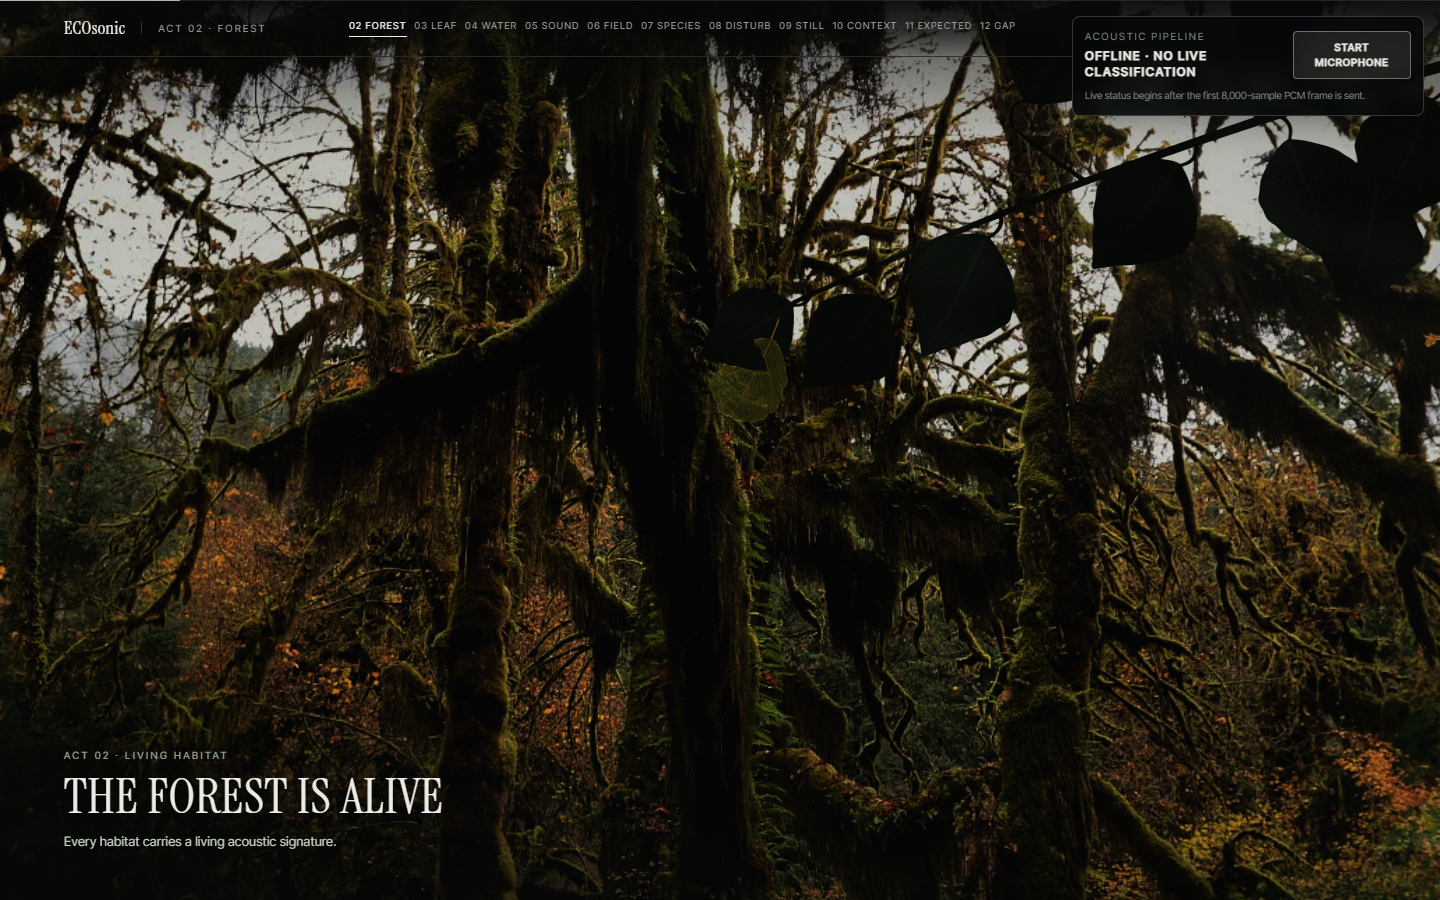 ECOsonic
ACT 02 · FOREST
02 FOREST 03 LEAF 04 WATER 05 SOUND 06 FIELD 07 SPECIES 08 DISTURB 09 STILL 10 CONTEXT 11 EXPECTED 12 GAP
ACOUSTIC PIPELINE
OFFLINE · NO LIVE
CLASSIFICATION
START
MICROPHONE
Live status begins after the first 8,000-sample PCM frame is sent.
ACT 02 · LIVING HABITAT
THE FOREST IS ALIVE
Every habitat carries a living acoustic signature.